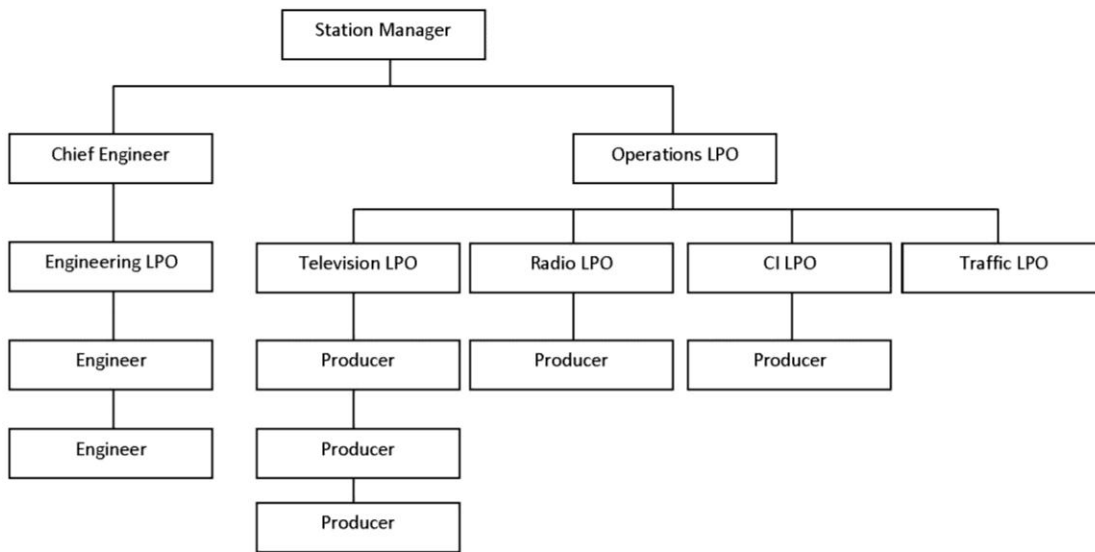 Station Manager
Chief Engineer
Operations LPO
Engineering LPO
Television LPO
Radio LPO
CI LPO
Traffic LPO
Engineer
Producer
Producer
Producer
Engineer
Producer
Producer